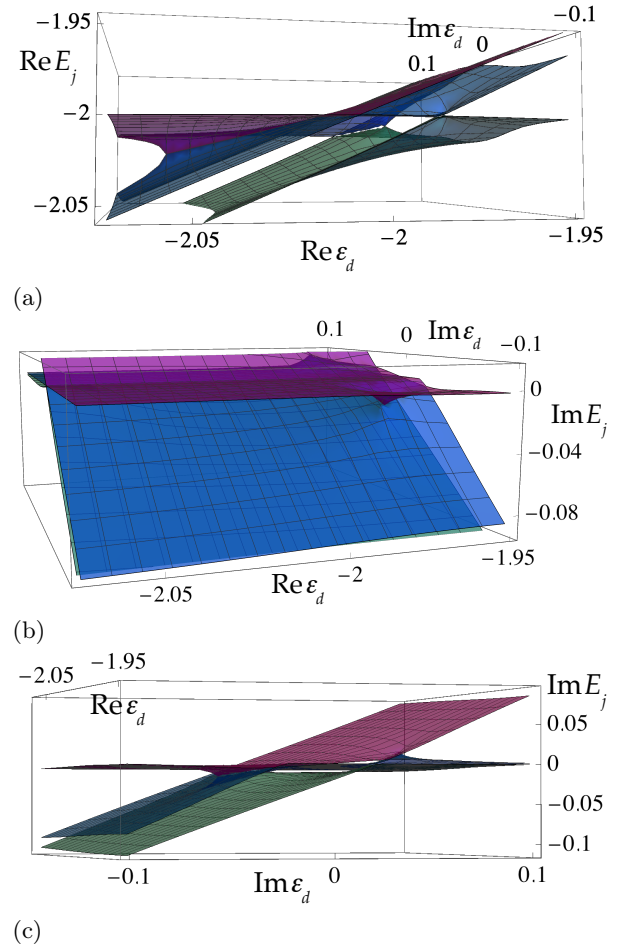 −1.95
−0.1
Im ε_d
0
Re E_j
0.1
−2
−2.05
−2.05
−2
−1.95
Re ε_d
(a)
0.1
0
Im ε_d
−0.1
0
Im E_j
−0.04
−0.08
−1.95
−2
Re ε_d
−2.05
(b)
−2.05
−1.95
Im E_j
Re ε_d
0.05
0
−0.05
−0.1
−0.1
0
0.1
Im ε_d
(c)